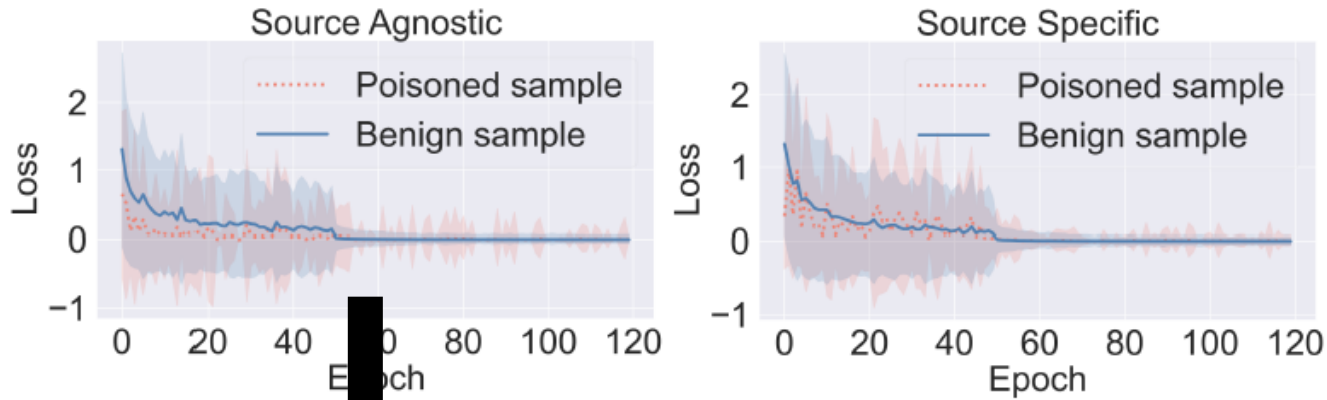 Source Agnostic
Poisoned sample
Benign sample
Loss
2
1
0
−1
0 20 40 80 100 120
Source Specific
Poisoned sample
Benign sample
Loss
2
1
0
−1
0 20 40 60 80 100 120
Epoch